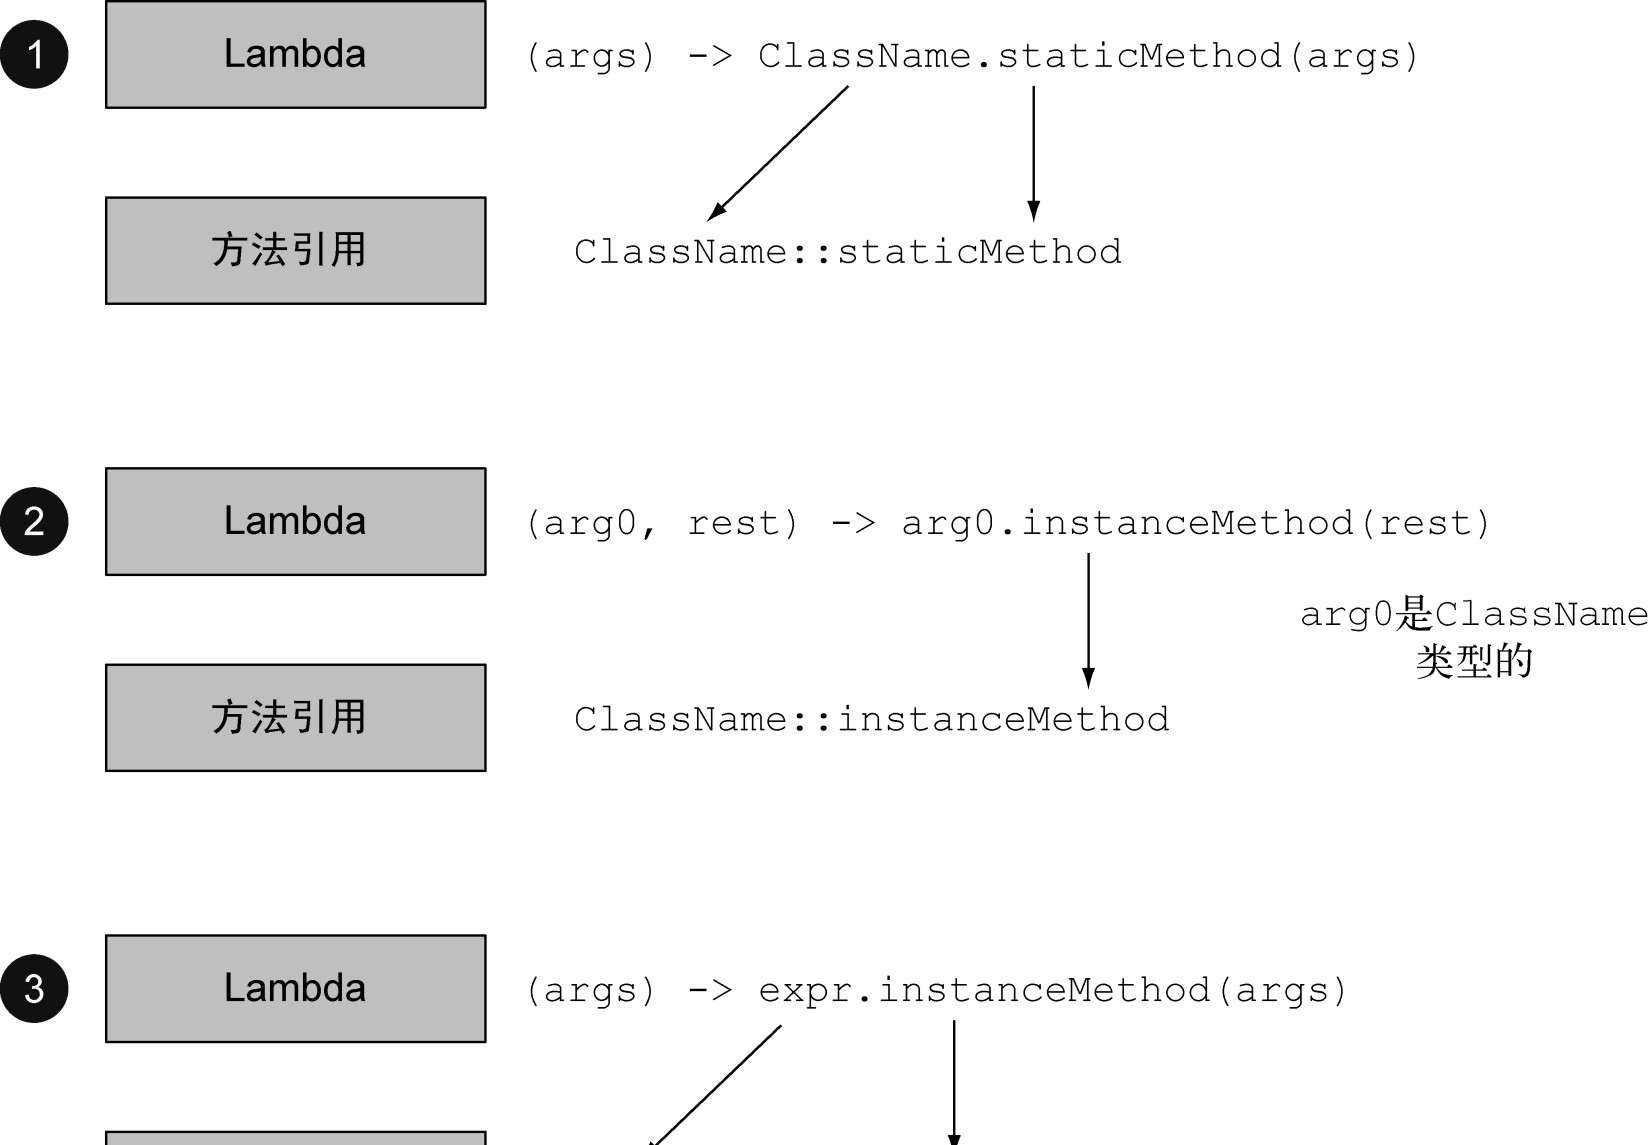 1 Lambda (args) -> ClassName.staticMethod(args)
方法引用 ClassName::staticMethod
2 Lambda (arg0, rest) -> arg0.instanceMethod(rest)
arg0是ClassName
类型的
方法引用 ClassName::instanceMethod
3 Lambda (args) -> expr.instanceMethod(args)